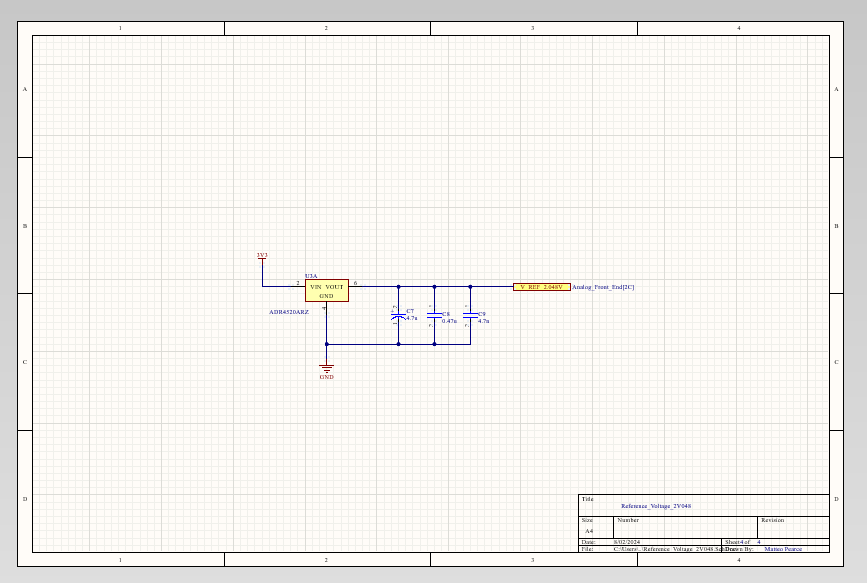 1 2 3 4
A A
B B
3V3
U3A
2 VIN VOUT 6
GND
V_REF_2.048V Analog_Front_End[2C]
4
ADR4520ARZ
C7
4.7u
C8
0.47u
C9
4.7u
C C
GND
D D
Title
Reference_Voltage_2V048
Size Number Revision
A4
Date: 8/02/2024 Sheet 4 of 4
File: C:\Users\..\Reference_Voltage_2V048.Sch Drawn By: Matteo Pearce
1 2 3 4